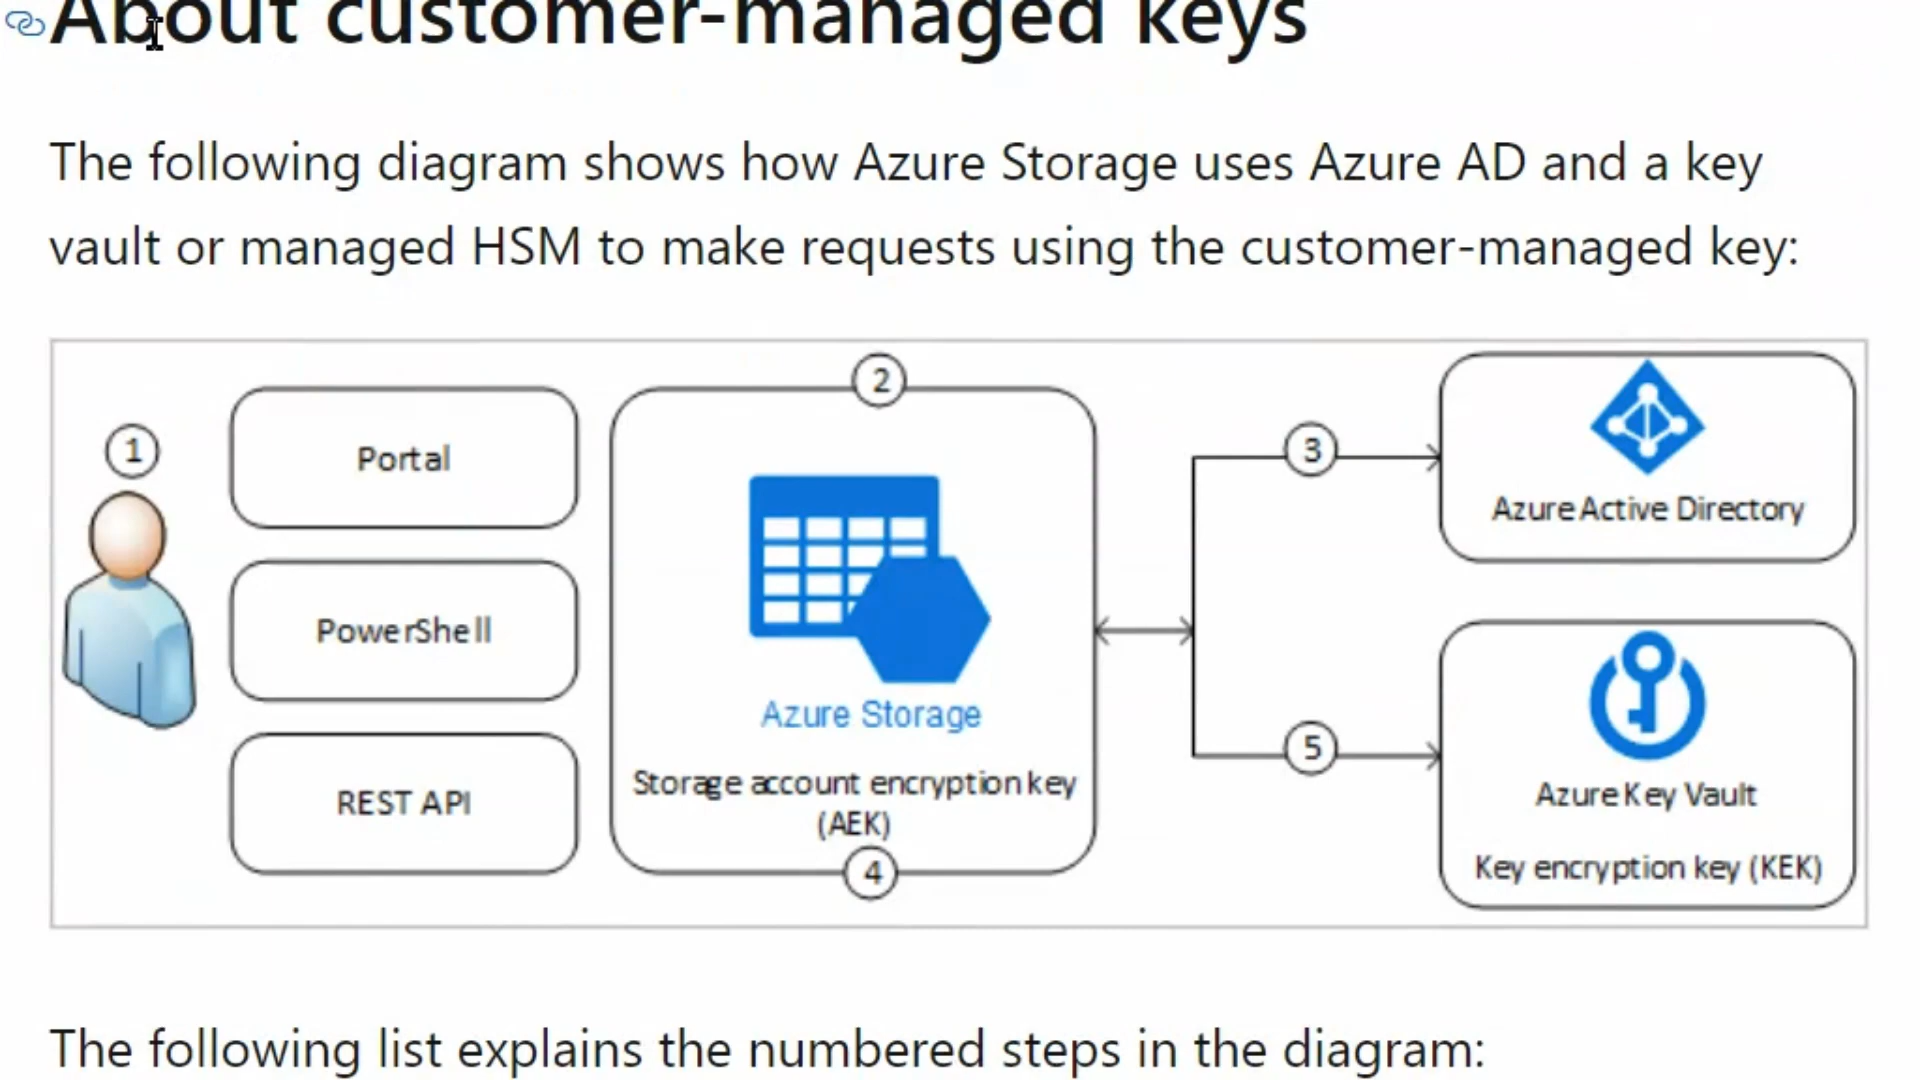 About customer-managed keys
The following diagram shows how Azure Storage uses Azure AD and a key
vault or managed HSM to make requests using the customer-managed key:
1
Portal
PowerShell
REST API
2
Azure Storage
Storage account encryption key
(AEK)
4
3
Azure Active Directory
5
Azure Key Vault
Key encryption key (KEK)
The following list explains the numbered steps in the diagram: